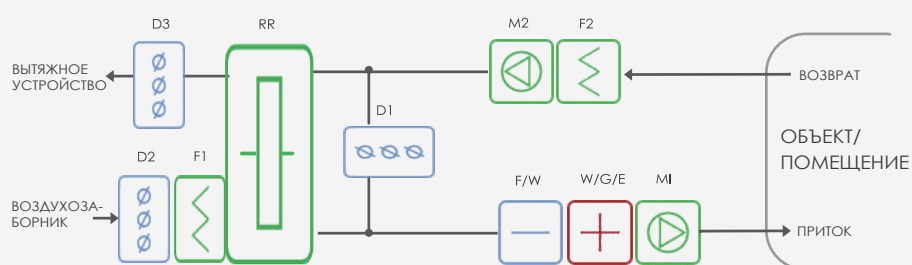 D3
RR
M2
F2
ВЫТЯЖНОЕ
УСТРОЙСТВО
ВОЗВРАТ
D1
ОБЪЕКТ/
ПОМЕЩЕНИЕ
D2
F1
F/W
W/G/E
MI
ВОЗДУХОЗА-
БОРНИК
ПРИТОК